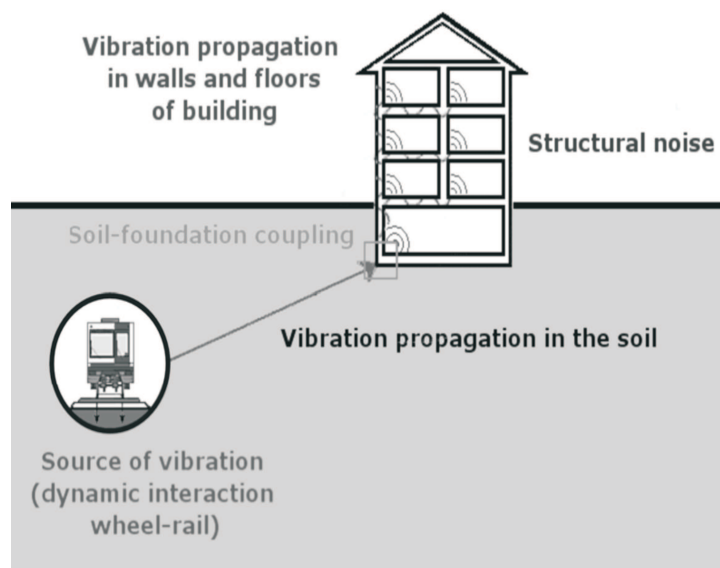 Vibration propagation
in walls and floors
of building
Structural noise
Soil-foundation coupling
Vibration propagation in the soil
Source of vibration
(dynamic interaction
wheel-rail)